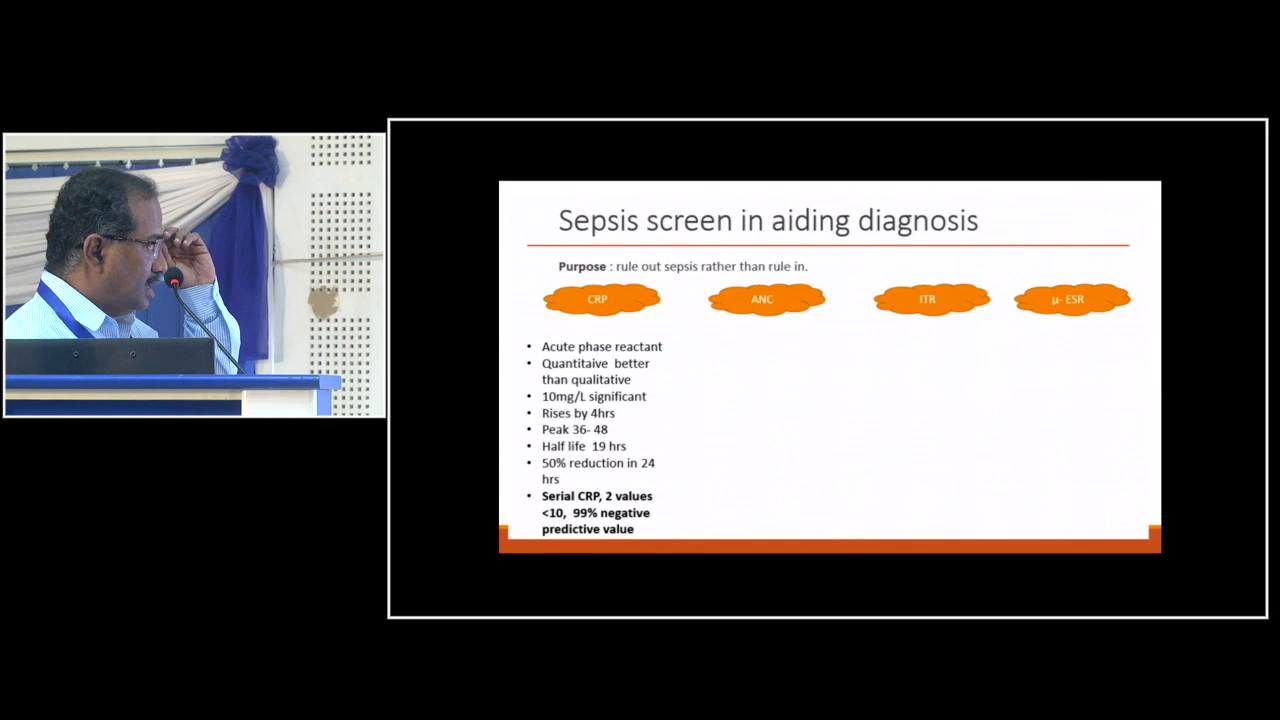 Sepsis screen in aiding diagnosis
Purpose : rule out sepsis rather than rule in.
CRP
ANC
ITR
µ- ESR
• Acute phase reactant
• Quantitaive better
than qualitative
• 10mg/L significant
• Rises by 4hrs
• Peak 36- 48
• Half life 19 hrs
• 50% reduction in 24
hrs
• Serial CRP, 2 values
<10, 99% negative
predictive value